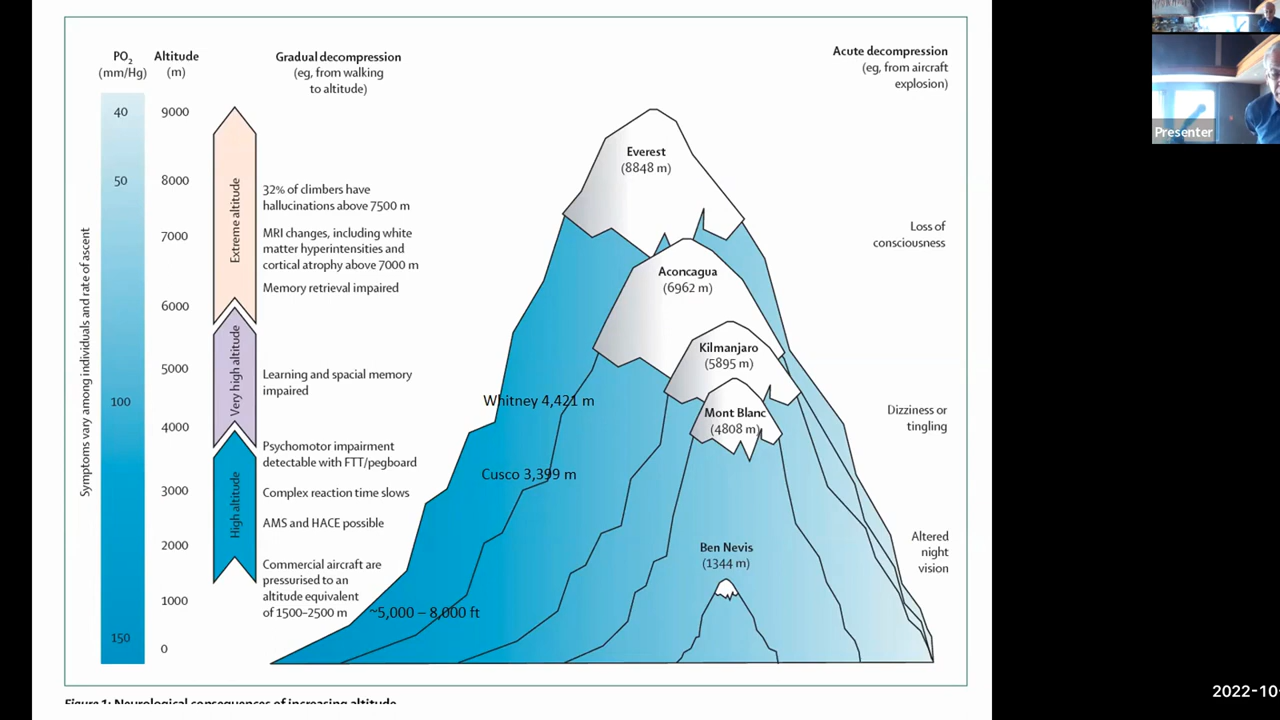 PO2
(mm/Hg)
Altitude
(m)
Gradual decompression
(eg, from walking
to altitude)
Acute decompression
(eg, from aircraft
explosion)
Symptoms vary among individuals and rate of ascent
40
50
100
150
9000
8000
7000
6000
5000
4000
3000
2000
1000
0
Extreme altitude
Very high altitude
High altitude
32% of climbers have
hallucinations above 7500 m
MRI changes, including white
matter hyperintensities and
cortical atrophy above 7000 m
Memory retrieval impaired
Learning and spacial memory
impaired
Psychomotor impairment
detectable with FTT/pegboard
Complex reaction time slows
AMS and HACE possible
Commercial aircraft are
pressurised to an
altitude equivalent
of 1500–2500 m
~5,000 – 8,000 ft
Everest
(8848 m)
Aconcagua
(6962 m)
Kilmanjaro
(5895 m)
Mont Blanc
(4808 m)
Whitney 4,421 m
Cusco 3,399 m
Ben Nevis
(1344 m)
Loss of
consciousness
Dizziness or
tingling
Altered
night
vision
Figure 1: Neurological consequences of increasing altitude
Presenter
2022-10